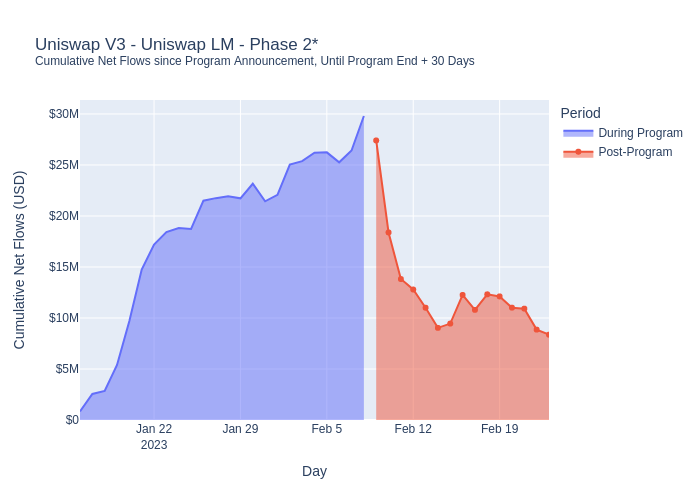 Uniswap V3 - Uniswap LM - Phase 2*
Cumulative Net Flows since Program Announcement, Until Program End + 30 Days
Period
During Program
Post-Program
Cumulative Net Flows (USD)
$30M
$25M
$20M
$15M
$10M
$5M
$0
Jan 22
2023
Jan 29
Feb 5
Feb 12
Feb 19
Day